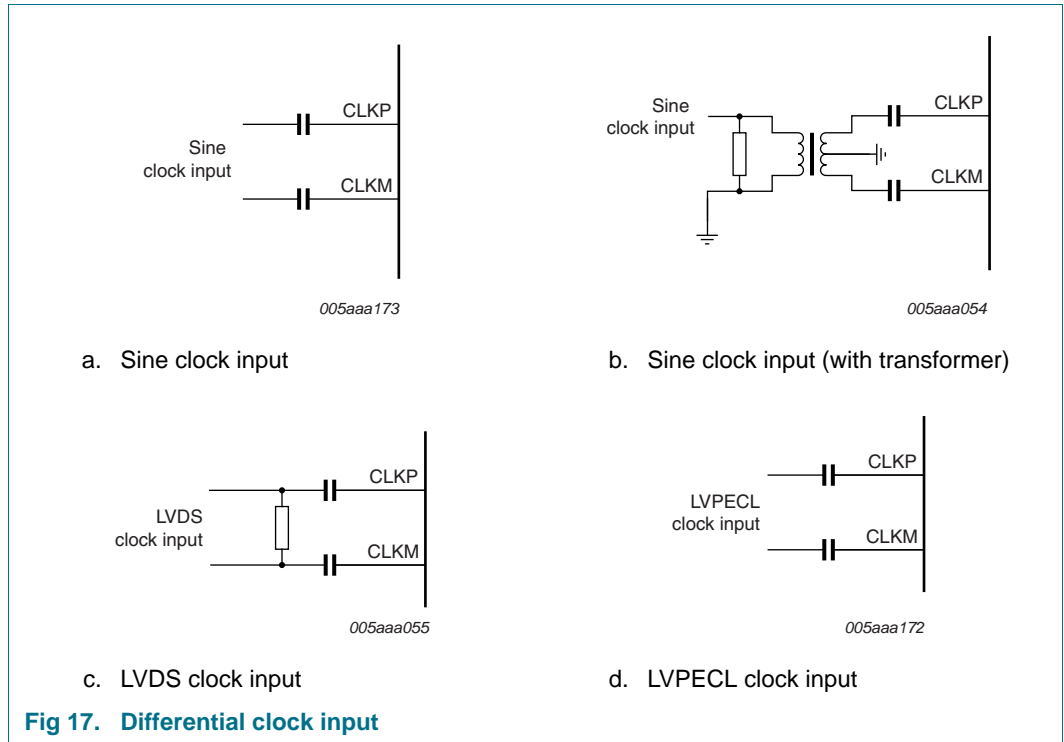 Sine
clock input
CLKP
CLKM
005aaa173
a. Sine clock input
Sine
clock input
CLKP
CLKM
005aaa054
b. Sine clock input (with transformer)
LVDS
clock input
CLKP
CLKM
005aaa055
c. LVDS clock input
LVPECL
clock input
CLKP
CLKM
005aaa172
d. LVPECL clock input
Fig 17. Differential clock input